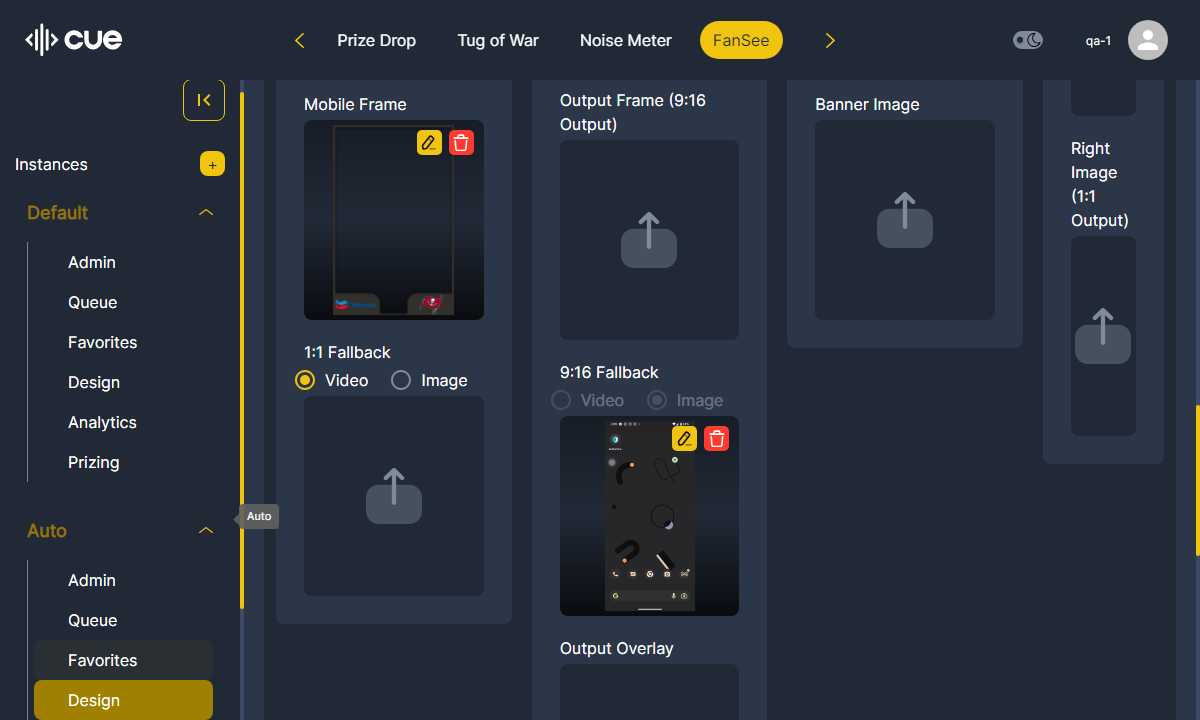 cue
Prize Drop
Tug of War
Noise Meter
FanSee
qa-1
Instances
+
Default
Admin
Queue
Favorites
Design
Analytics
Prizing
Auto
Auto
Admin
Queue
Favorites
Design
Mobile Frame
1:1 Fallback
Video
Image
Output Frame (9:16
Output)
9:16 Fallback
Video
Image
Output Overlay
Banner Image
Right
Image
(1:1
Output)